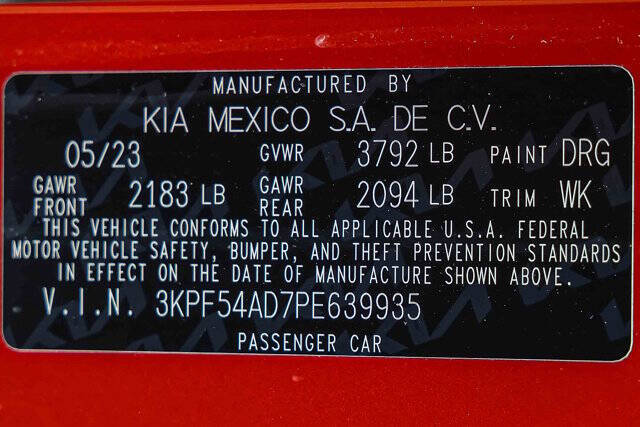 MANUFACTURED BY
KIA MEXICO S.A. DE C.V.
05/23 GVWR 3792 LB PAINT DRG
GAWR FRONT 2183 LB GAWR REAR 2094 LB TRIM WK
THIS VEHICLE CONFORMS TO ALL APPLICABLE U.S.A. FEDERAL
MOTOR VEHICLE SAFETY, BUMPER, AND THEFT PREVENTION STANDARDS
IN EFFECT ON THE DATE OF MANUFACTURE SHOWN ABOVE.
V.I.N. 3KPF54AD7PE639935
PASSENGER CAR